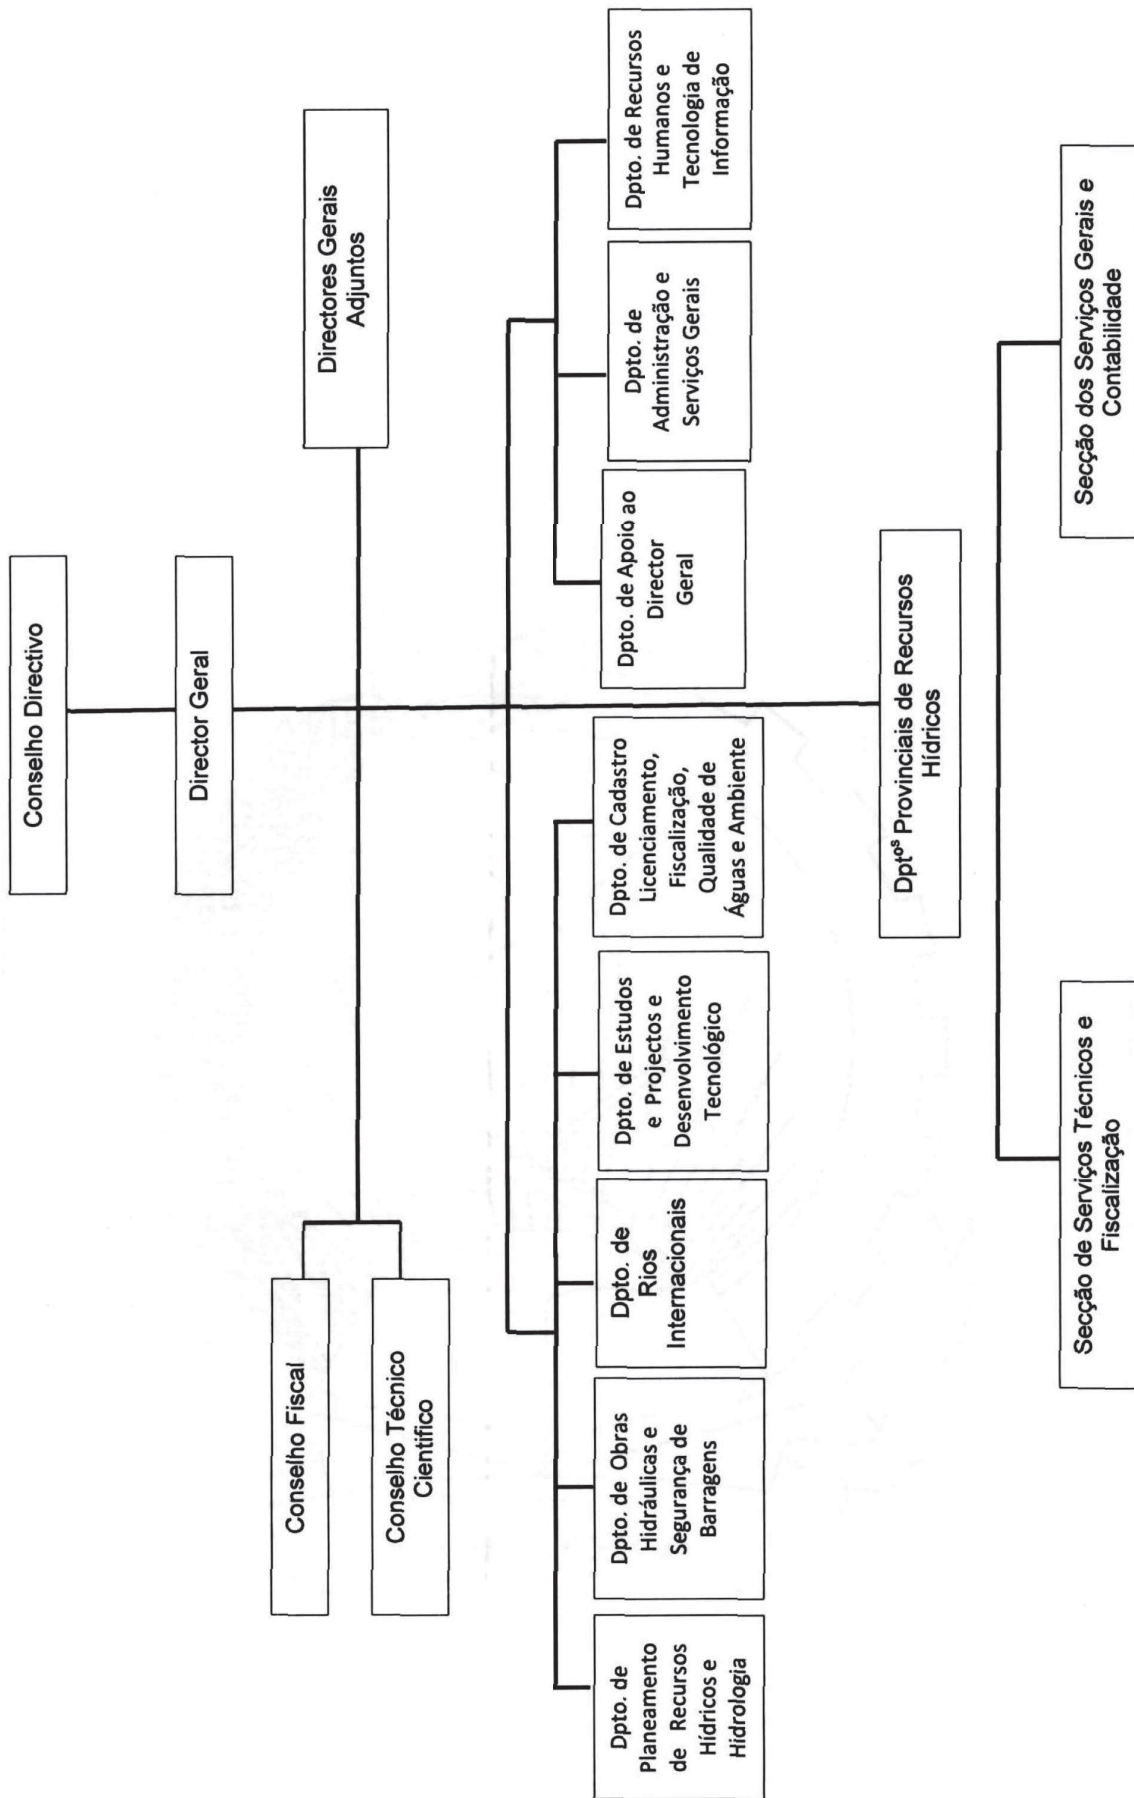 Conselho Directivo
Director Geral
Directores Gerais
Adjuntos
Conselho Fiscal
Conselho Técnico
Cientifico
Dpto. de
Planeamento
de Recursos
Hídricos e
Hidrologia
Dpto. de Obras
Hidráulicas e
Segurança de
Barragens
Dpto. de
Rios
Internacionais
Dpto. de Estudos
e Projectos e
Desenvolvimento
Tecnológico
Dpto. de Cadastro
Licenciamento,
Fiscalização,
Qualidade de
Águas e Ambiente
Dpto. de Apoio ao
Director
Geral
Dpto. de
Administração e
Serviços Gerais
Dpto. de Recursos
Humanos e
Tecnologia de
Informação
Dptºˢ Provinciais de Recursos
Hídricos
Secção de Serviços Técnicos e
Fiscalização
Secção dos Serviços Gerais e
Contabilidade